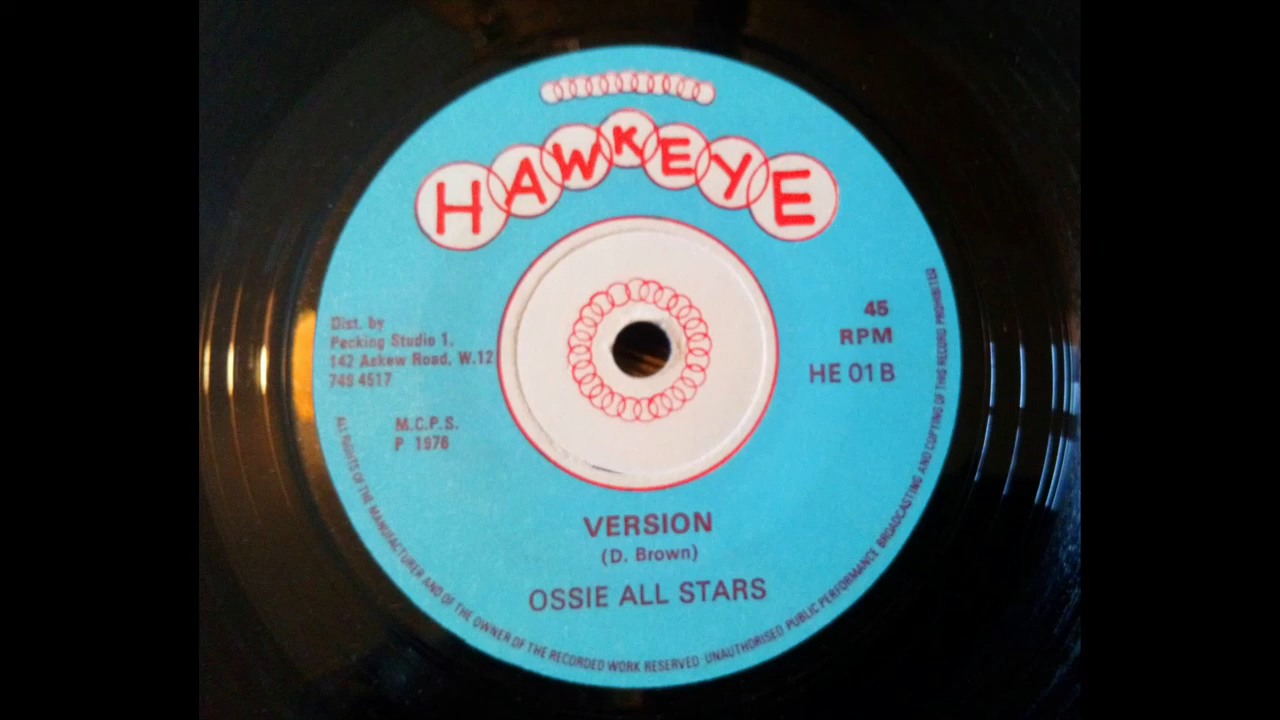 HAWKEYE
Dist. by
Pecking Studio 1,
142 Askew Road, W.12
749 4517
M.C.P.S.
P 1976
45
RPM
HE 01 B
VERSION
(D. Brown)
OSSIE ALL STARS
ALL RIGHTS OF THE MANUFACTURER AND OF THE OWNER OF THE RECORDED WORK RESERVED · UNAUTHORISED PUBLIC PERFORMANCE BROADCASTING AND COPYING OF THIS RECORD PROHIBITED